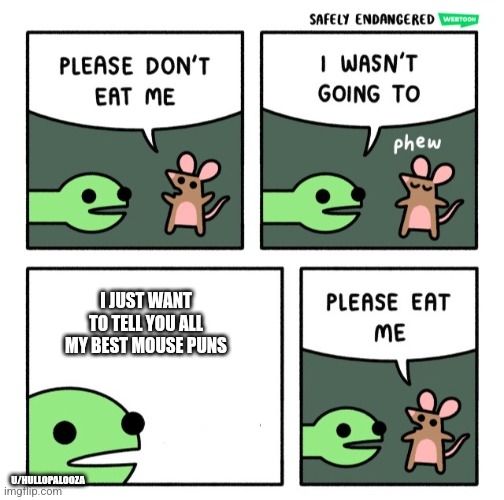 SAFELY ENDANGERED WEBTOON
PLEASE DON'T
EAT ME
I WASN'T
GOING TO
phew
I JUST WANT
TO TELL YOU ALL
MY BEST MOUSE PUNS
PLEASE EAT
ME
U/HULLOPALOOZA
imgflip.com